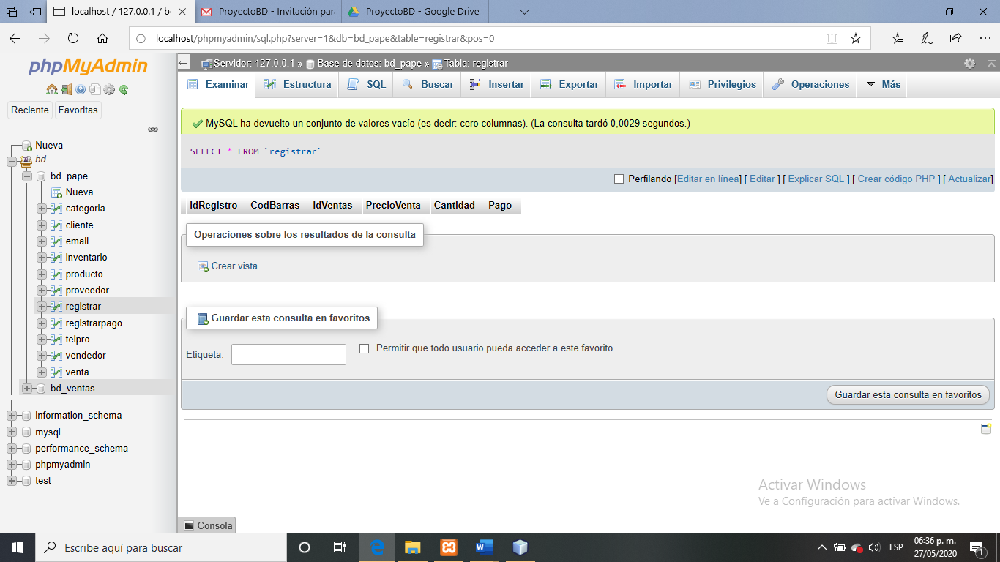 localhost / 127.0.0.1 / b
ProyectoBD - Invitación par
ProyectoBD - Google Drive
localhost/phpmyadmin/sql.php?server=1&db=bd_pape&table=registrar&pos=0
phpMyAdmin
Reciente
Favoritas
Nueva
bd
bd_pape
Nueva
categoria
cliente
email
inventario
producto
proveedor
registrar
registrarpago
telpro
vendedor
venta
bd_ventas
information_schema
mysql
performance_schema
phpmyadmin
test
Servidor: 127.0.0.1 » Base de datos: bd_pape » Tabla: registrar
Examinar Estructura SQL Buscar Insertar Exportar Importar Privilegios Operaciones Más
MySQL ha devuelto un conjunto de valores vacío (es decir: cero columnas). (La consulta tardó 0,0029 segundos.)
SELECT * FROM `registrar`
Perfilando [Editar en línea] [ Editar ] [ Explicar SQL ] [ Crear código PHP ] [ Actualizar]
IdRegistro CodBarras IdVentas PrecioVenta Cantidad Pago
Operaciones sobre los resultados de la consulta
Crear vista
Guardar esta consulta en favoritos
Etiqueta: Permitir que todo usuario pueda acceder a este favorito
Guardar esta consulta en favoritos
Activar Windows
Ve a Configuración para activar Windows.
Consola
Escribe aquí para buscar
ESP
06:36 p. m.
27/05/2020
1